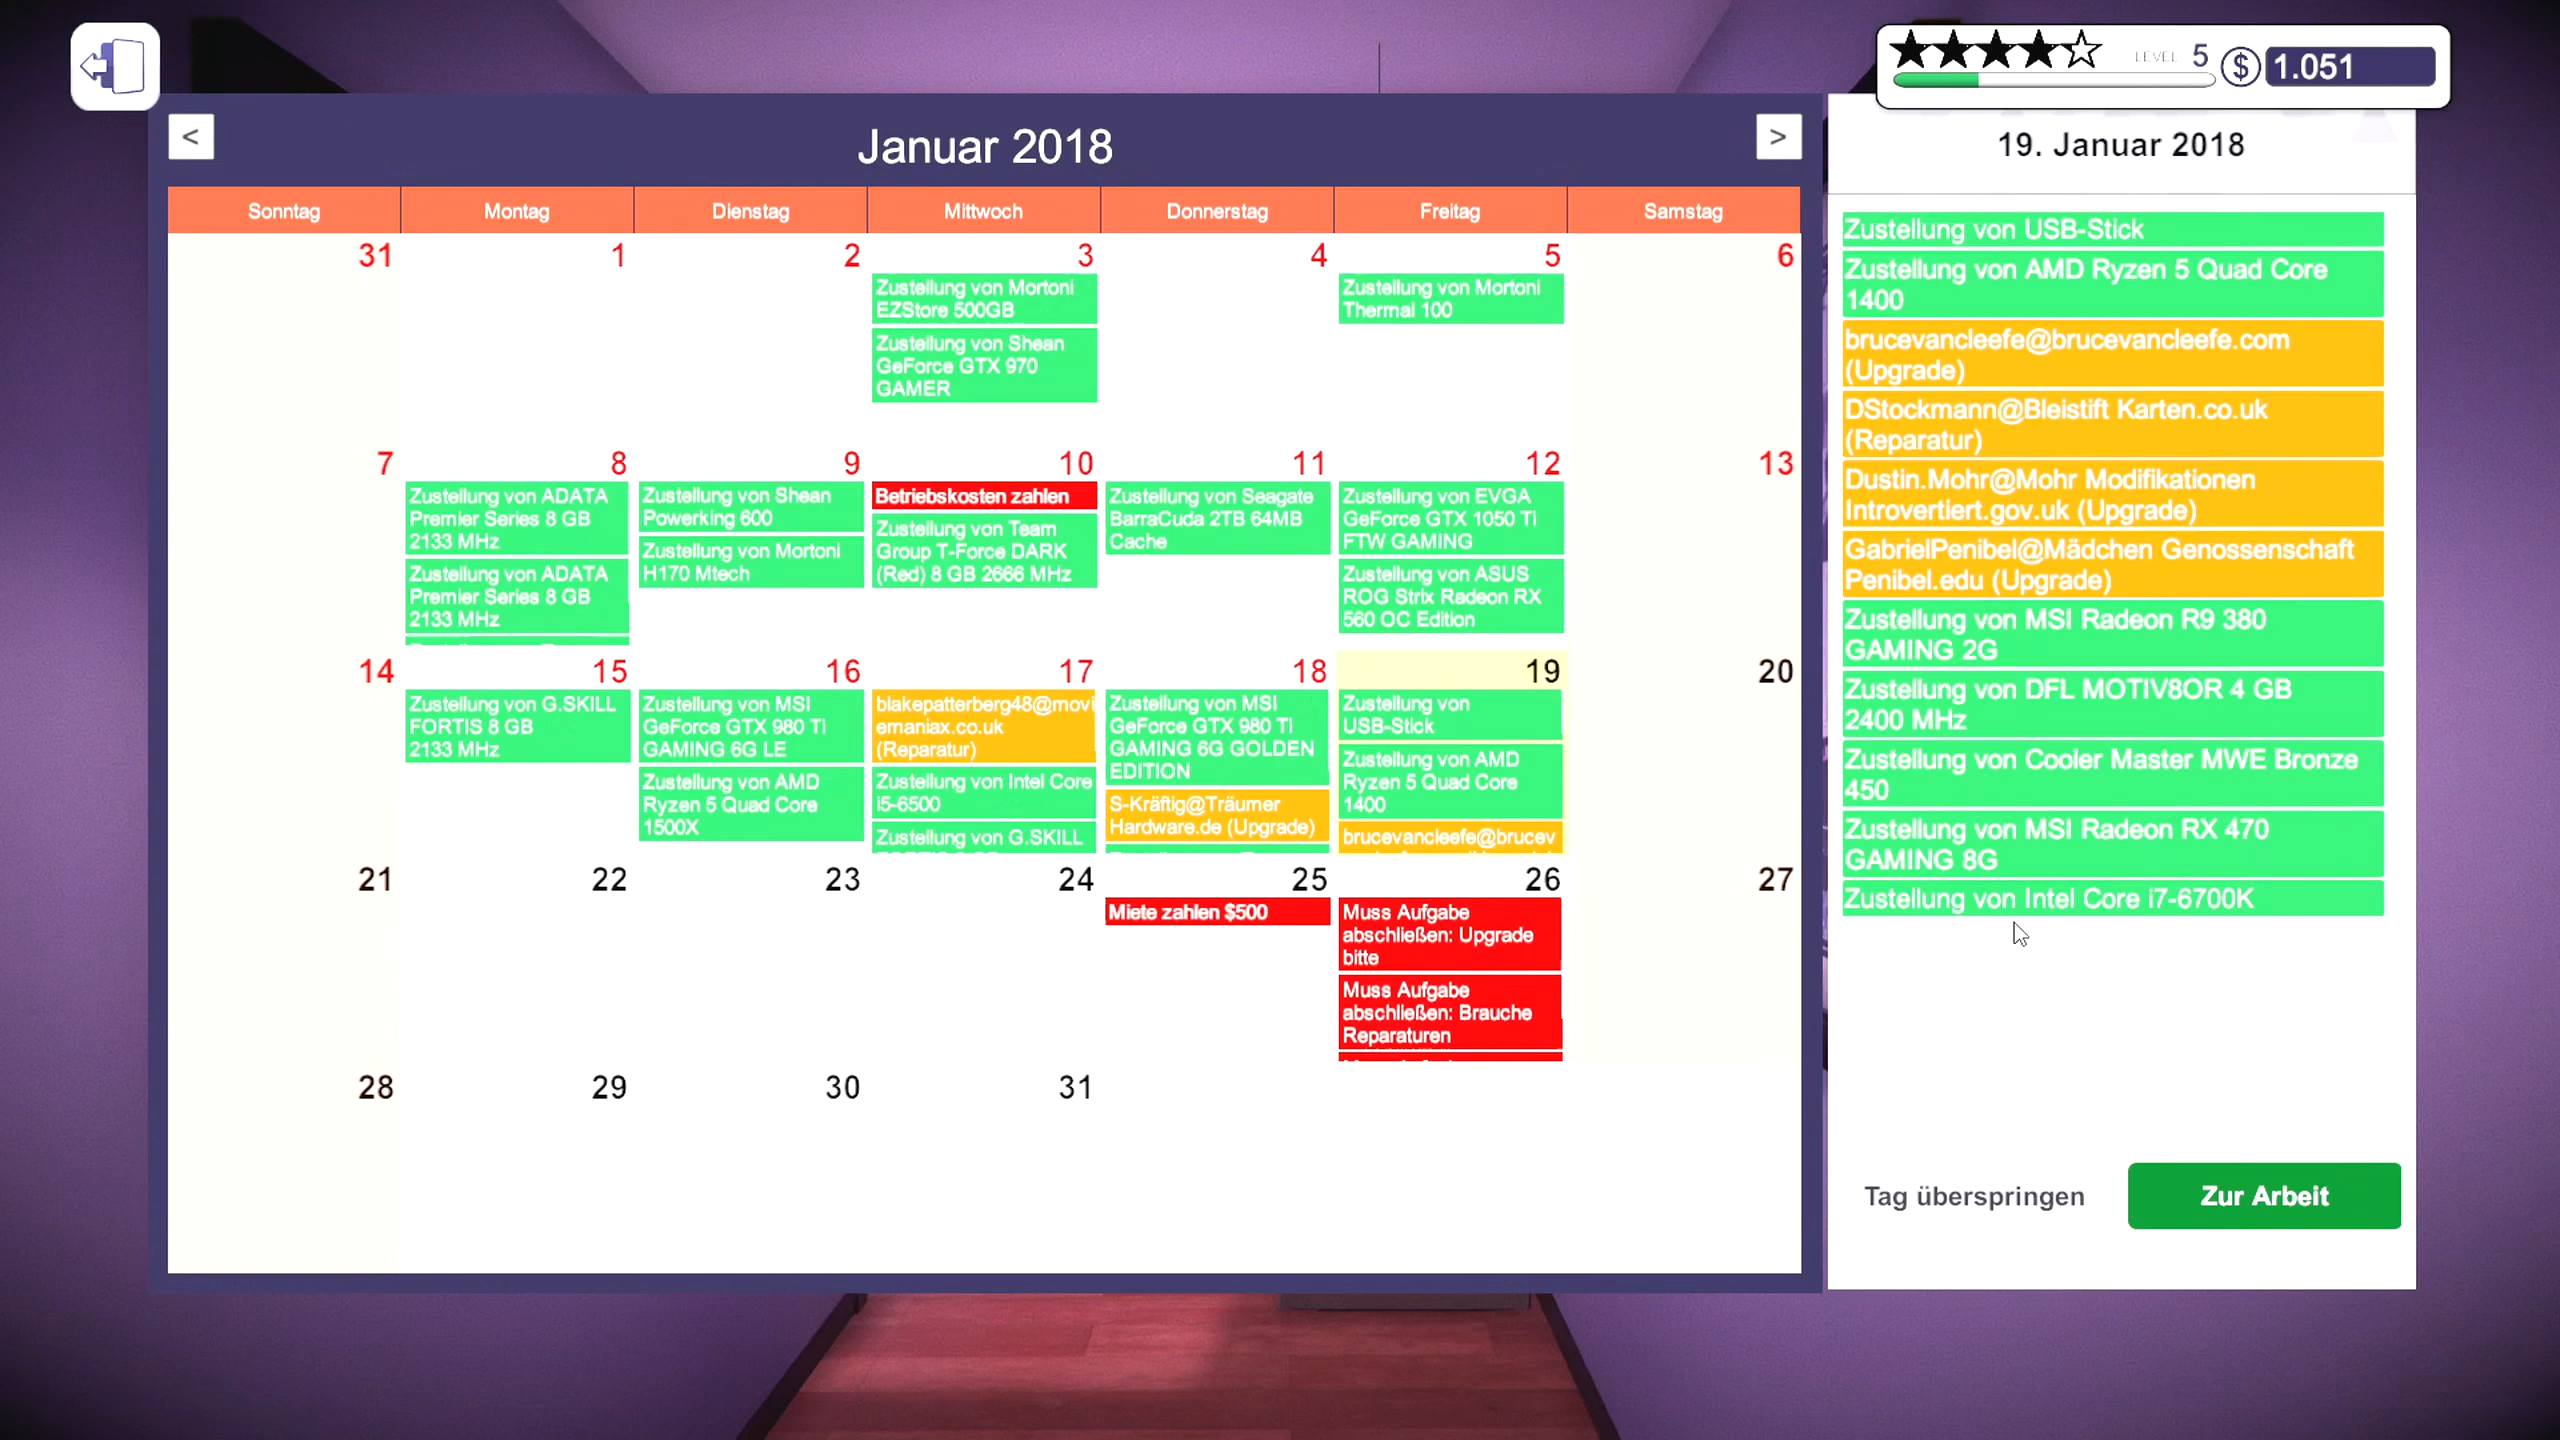 LEVEL 5 $ 1.051
< Januar 2018 >
Sonntag Montag Dienstag Mittwoch Donnerstag Freitag Samstag
31 1 2 3 4 5 6
Zustellung von Mortoni
EZStore 500GB
Zustellung von Shean
GeForce GTX 970
GAMER
Zustellung von Mortoni
Thermal 100
7 8 9 10 11 12 13
Zustellung von ADATA
Premier Series 8 GB
2133 MHz
Zustellung von ADATA
Premier Series 8 GB
2133 MHz
Zustellung von Shean
Powerking 600
Zustellung von Mortoni
H170 Mtech
Betriebskosten zahlen
Zustellung von Team
Group T-Force DARK
(Red) 8 GB 2666 MHz
Zustellung von Seagate
BarraCuda 2TB 64MB
Cache
Zustellung von EVGA
GeForce GTX 1050 Ti
FTW GAMING
Zustellung von ASUS
ROG Strix Radeon RX
560 OC Edition
14 15 16 17 18 19 20
Zustellung von G.SKILL
FORTIS 8 GB
2133 MHz
Zustellung von MSI
GeForce GTX 980 Ti
GAMING 6G LE
Zustellung von AMD
Ryzen 5 Quad Core
1500X
blakepatterberg48@movi
emaniax.co.uk
(Reparatur)
Zustellung von Intel Core
i5-6500
Zustellung von G.SKILL
Zustellung von MSI
GeForce GTX 980 Ti
GAMING 6G GOLDEN
EDITION
S-Kräftig@Träumer
Hardware.de (Upgrade)
Zustellung von
USB-Stick
Zustellung von AMD
Ryzen 5 Quad Core
1400
brucevancleefe@brucev
21 22 23 24 25 26 27
Miete zahlen $500
Muss Aufgabe
abschließen: Upgrade
bitte
Muss Aufgabe
abschließen: Brauche
Reparaturen
28 29 30 31
19. Januar 2018
Zustellung von USB-Stick
Zustellung von AMD Ryzen 5 Quad Core
1400
brucevancleefe@brucevancleefe.com
(Upgrade)
DStockmann@Bleistift Karten.co.uk
(Reparatur)
Dustin.Mohr@Mohr Modifikationen
Introvertiert.gov.uk (Upgrade)
GabrielPenibel@Mädchen Genossenschaft
Penibel.edu (Upgrade)
Zustellung von MSI Radeon R9 380
GAMING 2G
Zustellung von DFL MOTIV8OR 4 GB
2400 MHz
Zustellung von Cooler Master MWE Bronze
450
Zustellung von MSI Radeon RX 470
GAMING 8G
Zustellung von Intel Core i7-6700K
Tag überspringen Zur Arbeit